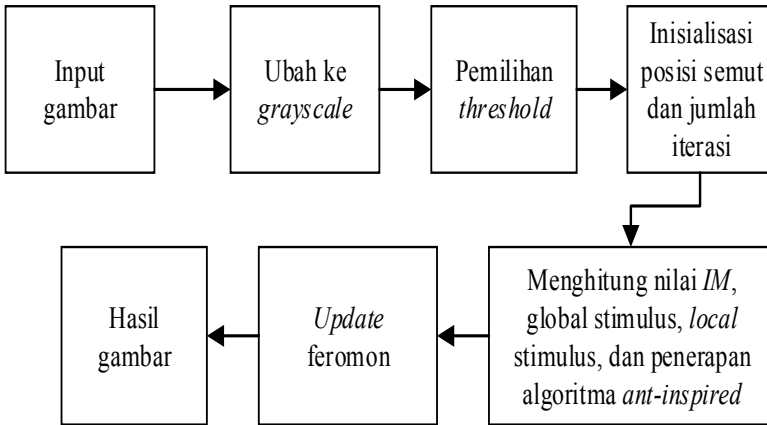 Input
gambar
Ubah ke
grayscale
Pemilihan
threshold
Inisialisasi
posisi semut
dan jumlah
iterasi
Menghitung nilai IM,
global stimulus, local
stimulus, dan penerapan
algoritma ant-inspired
Update
feromon
Hasil
gambar